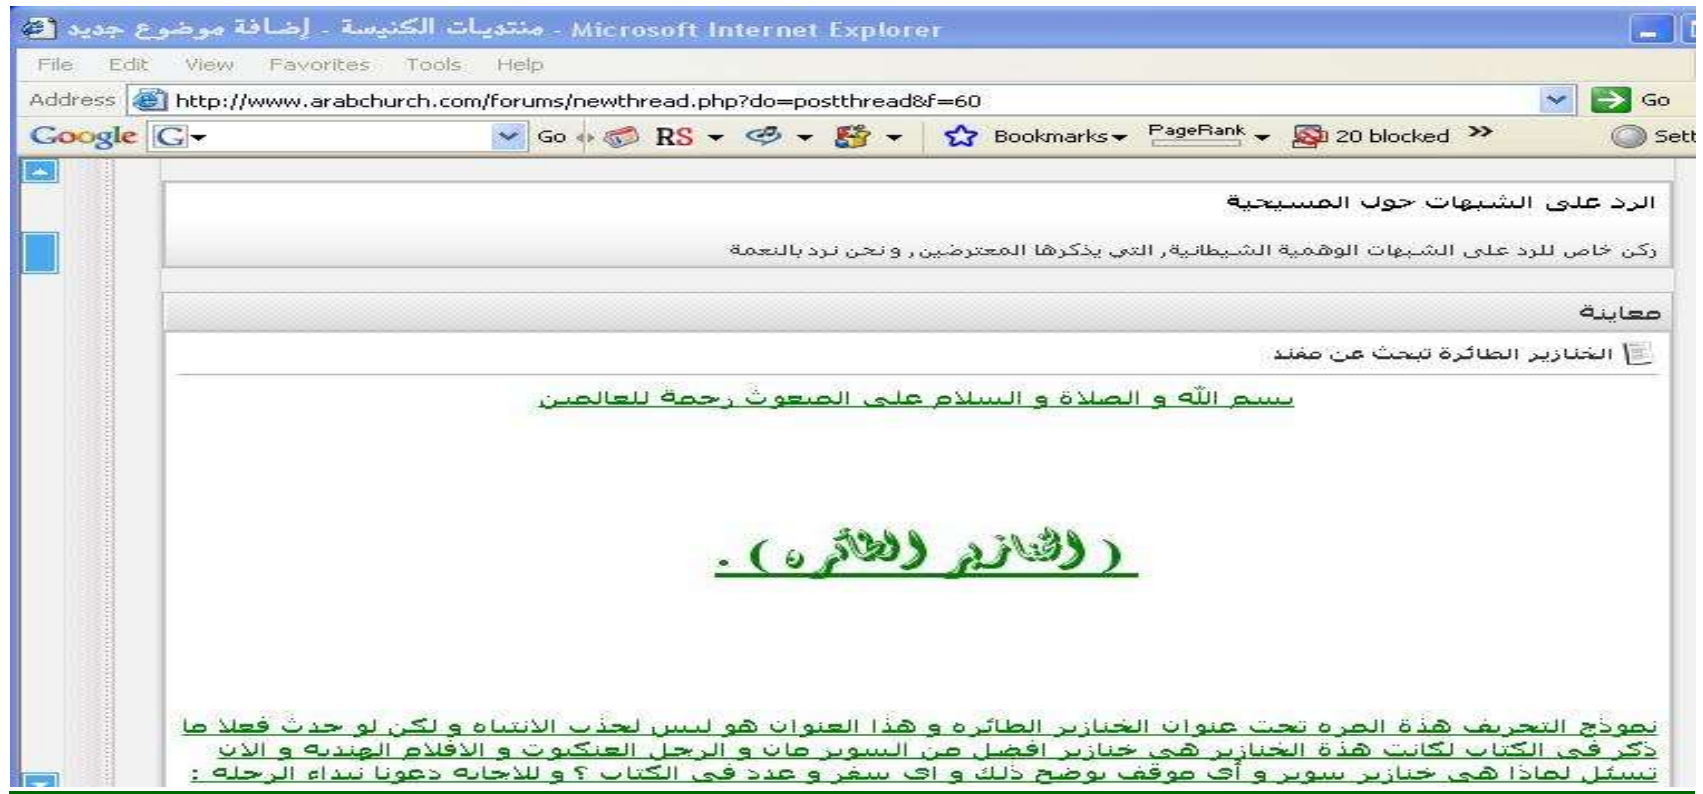 منتديات الكنيسة - إضافة موضوع جديد - Microsoft Internet Explorer
File Edit View Favorites Tools Help
Address http://www.arabchurch.com/forums/newthread.php?do=postthread&f=60 Go
Google G Go RS Bookmarks PageRank 20 blocked Sett
الرد على الشبهات حول المسيحية
ركن خاص للرد على الشبهات الوهمية الشيطانية, التي يذكرها المعترضين, و نحن نرد بالنعمة
معاينة
الخنازير الطائرة تبحث عن مفند
بسم الله و الصلاة و السلام على المبعوث رحمة للعالمين
( الخنازير الطائره ) .
نموذج التحريف هذة المره تحت عنوان الخنازير الطائره و هذا العنوان هو ليس لجذب الانتباه و لكن لو حدث فعلا ما
ذكر فى الكتاب لكانت هذة الخنازير هى خنازير افضل من السوبر مان و الرجل العنكبوت و الافلام الهنديه و الان
تسئل لماذا هى خنازير سوبر و أى موقف يوضح ذلك و اى سفر و عدد فى الكتاب ؟ و للاجابه دعونا نبداء الرحله :